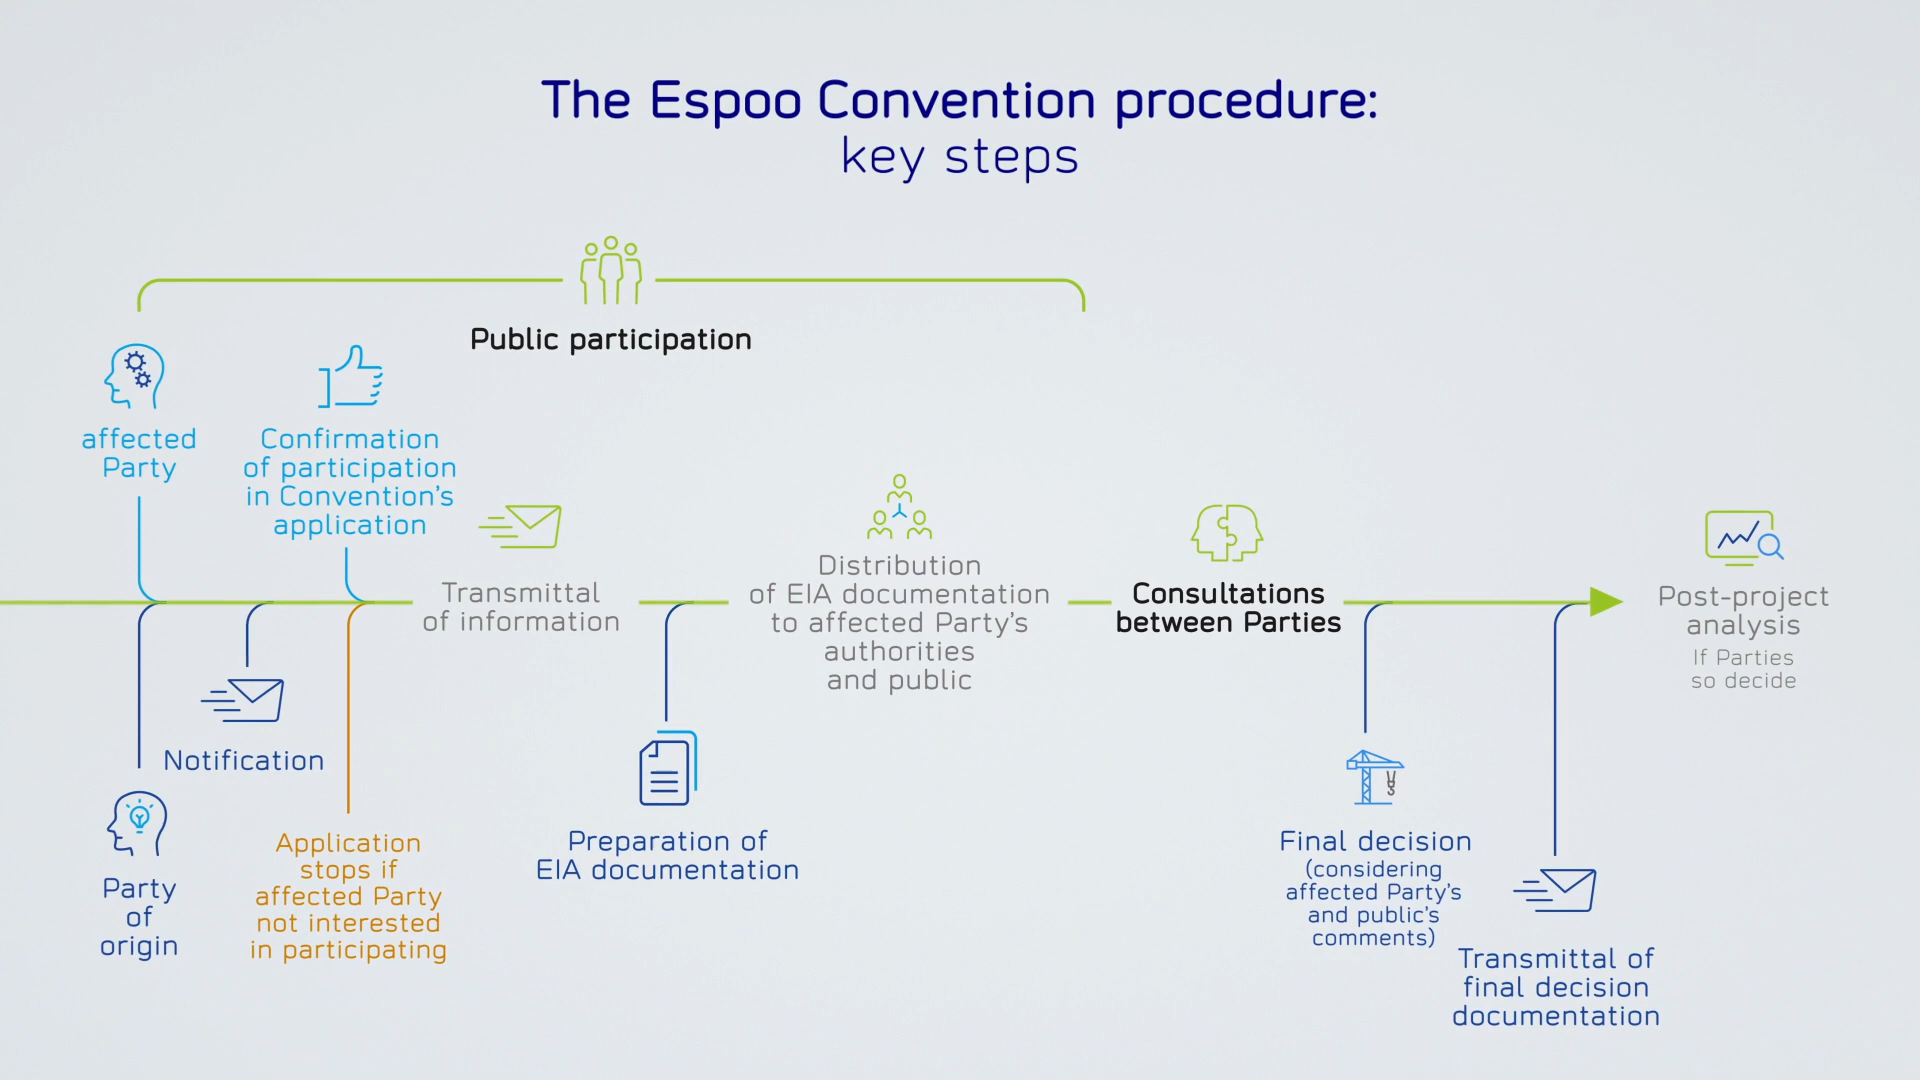 The Espoo Convention procedure:
key steps
Public participation
affected
Party
Confirmation
of participation
in Convention's
application
Transmittal
of information
Distribution
of EIA documentation
to affected Party's
authorities
and public
Consultations
between Parties
Post-project
analysis
If Parties
so decide
Notification
Party
of
origin
Application
stops if
affected Party
not interested
in participating
Preparation of
EIA documentation
Final decision
(considering
affected Party's
and public's
comments)
Transmittal of
final decision
documentation